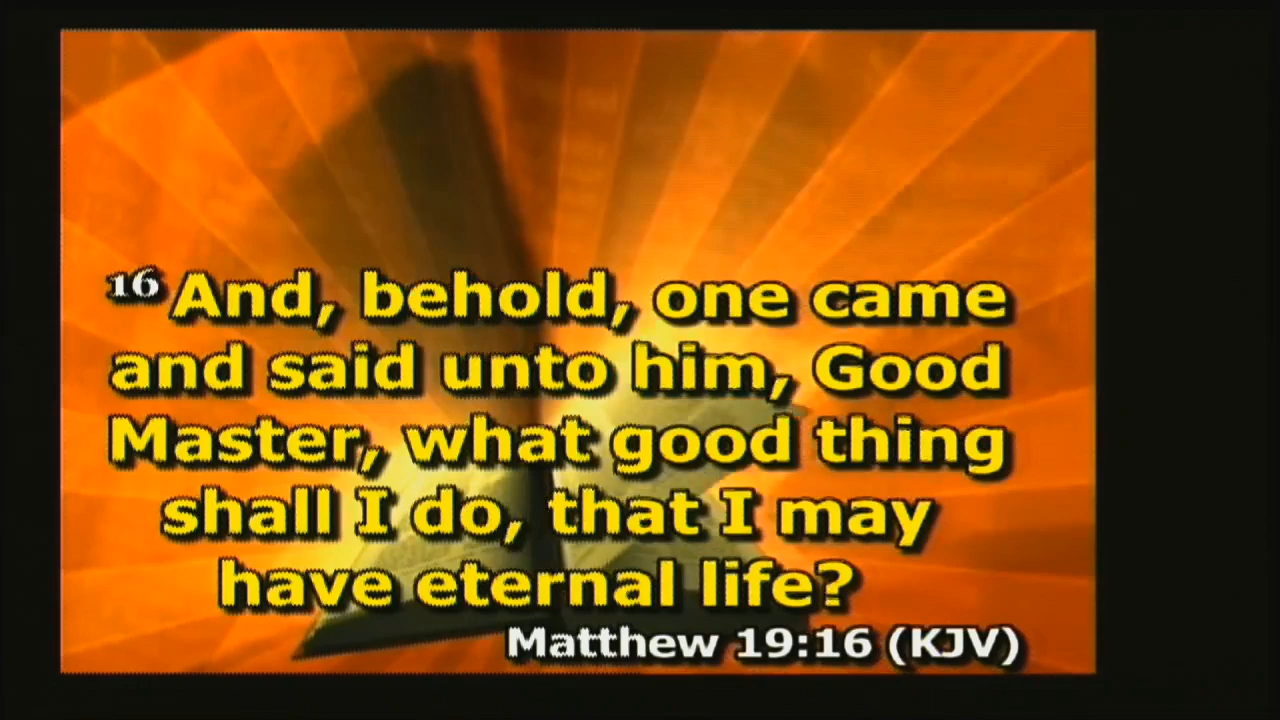 16 And, behold, one came
and said unto him, Good
Master, what good thing
shall I do, that I may
have eternal life?
Matthew 19:16 (KJV)